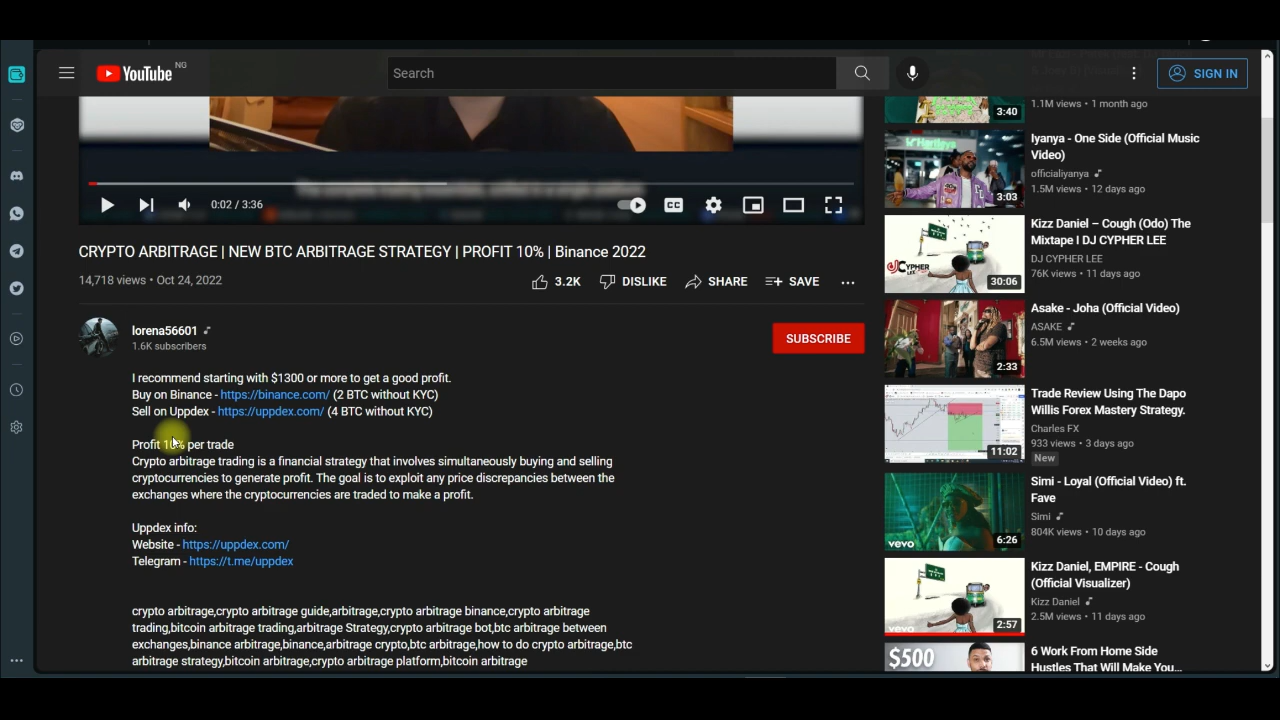 YouTube NG
Search
SIGN IN
3:40
1.1M views • 1 month ago
Iyanya - One Side (Official Music
Video)
officialiyanya
1.5M views • 12 days ago
3:03
0:02 / 3:36
CC
CRYPTO ARBITRAGE | NEW BTC ARBITRAGE STRATEGY | PROFIT 10% | Binance 2022
14,718 views • Oct 24, 2022
3.2K
DISLIKE
SHARE
SAVE
lorena56601
1.6K subscribers
SUBSCRIBE
I recommend starting with $1300 or more to get a good profit.
Buy on Binance - https://binance.com/ (2 BTC without KYC)
Sell on Uppdex - https://uppdex.com/ (4 BTC without KYC)
Profit 10% per trade
Crypto arbitrage trading is a financial strategy that involves simultaneously buying and selling
cryptocurrencies to generate profit. The goal is to exploit any price discrepancies between the
exchanges where the cryptocurrencies are traded to make a profit.
Uppdex info:
Website - https://uppdex.com/
Telegram - https://t.me/uppdex
crypto arbitrage,crypto arbitrage guide,arbitrage,crypto arbitrage binance,crypto arbitrage
trading,bitcoin arbitrage trading,arbitrage Strategy,crypto arbitrage bot,btc arbitrage between
exchanges,binance arbitrage,binance,arbitrage crypto,btc arbitrage,how to do crypto arbitrage,btc
arbitrage strategy,bitcoin arbitrage,crypto arbitrage platform,bitcoin arbitrage
Kizz Daniel – Cough (Odo) The
Mixtape I DJ CYPHER LEE
DJ CYPHER LEE
76K views • 11 days ago
30:06
Asake - Joha (Official Video)
ASAKE
6.5M views • 2 weeks ago
2:33
Trade Review Using The Dapo
Willis Forex Mastery Strategy.
Charles FX
933 views • 3 days ago
New
11:02
Simi - Loyal (Official Video) ft.
Fave
Simi
804K views • 10 days ago
vevo
6:26
Kizz Daniel, EMPIRE - Cough
(Official Visualizer)
Kizz Daniel
2.5M views • 11 days ago
vevo
2:57
$500
6 Work From Home Side
Hustles That Will Make You...